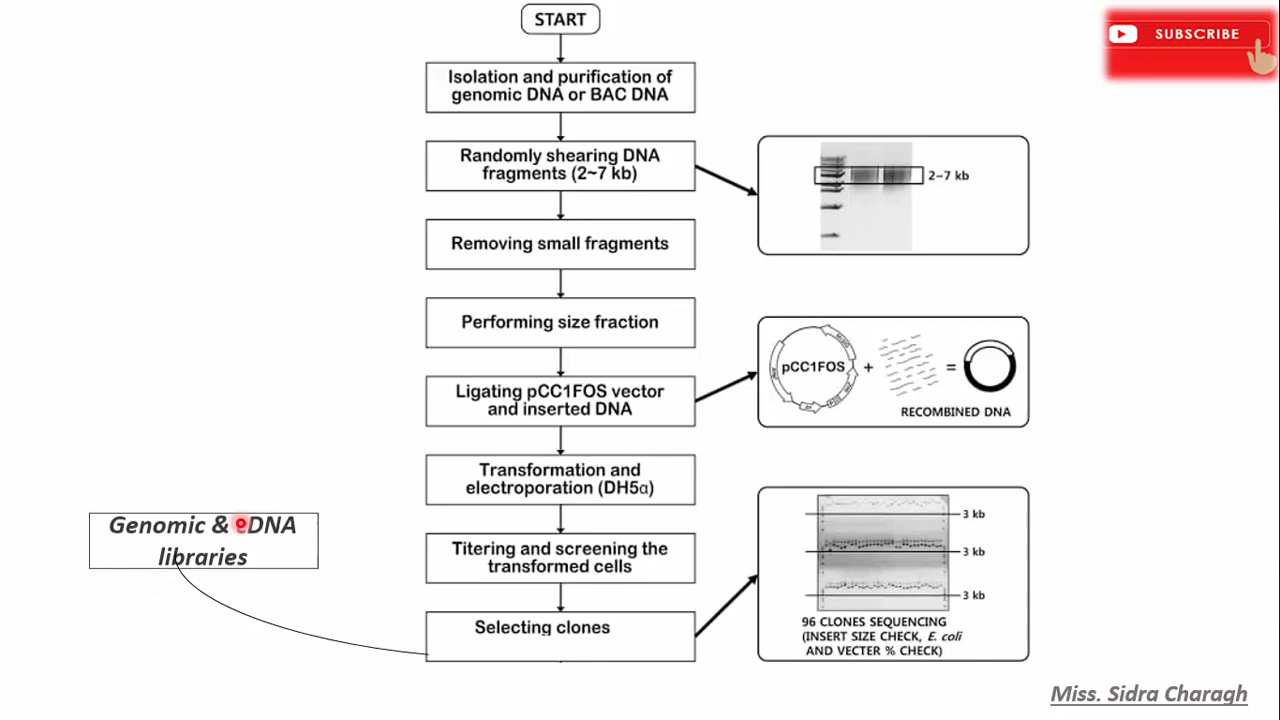 START
SUBSCRIBE
Isolation and purification of
genomic DNA or BAC DNA
Randomly shearing DNA
fragments (2~7 kb)
2~7 kb
Removing small fragments
Performing size fraction
Ligating pCC1FOS vector
and inserted DNA
pCC1FOS
+
=
RECOMBINED DNA
Transformation and
electroporation (DH5α)
Genomic & cDNA
libraries
Titering and screening the
transformed cells
Selecting clones
3 kb
3 kb
3 kb
96 CLONES SEQUENCING
(INSERT SIZE CHECK, E. coli
AND VECTER % CHECK)
Miss. Sidra Charagh